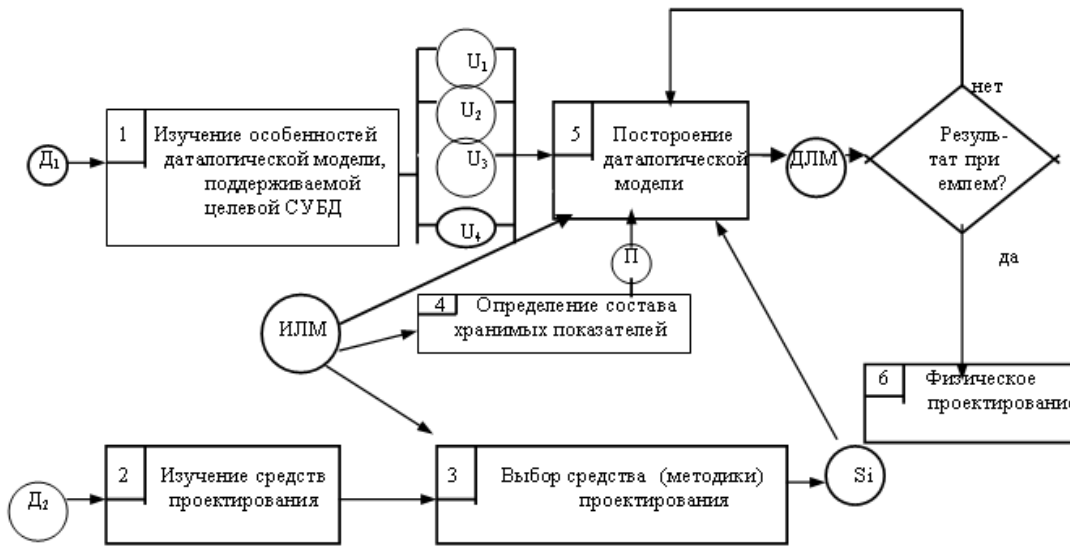 Д₁
1
Изучение особенностей
даталогической модели,
поддерживаемой
целевой СУБД
U₁
U₂
U₃
U₄
5
Постороение
даталогической
модели
ДЛМ
нет
Резуль-
тат при
емлем?
да
П
ИЛМ
4
Определение состава
хранимых показателей
6
Физическое
проектирование
Д₂
2
Изучение средств
проектирования
3
Выбор средства (методики)
проектирования
Si